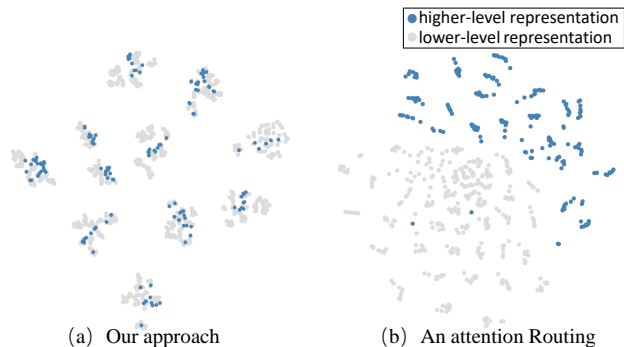 higher-level representation
lower-level representation
(a) Our approach
(b) An attention Routing